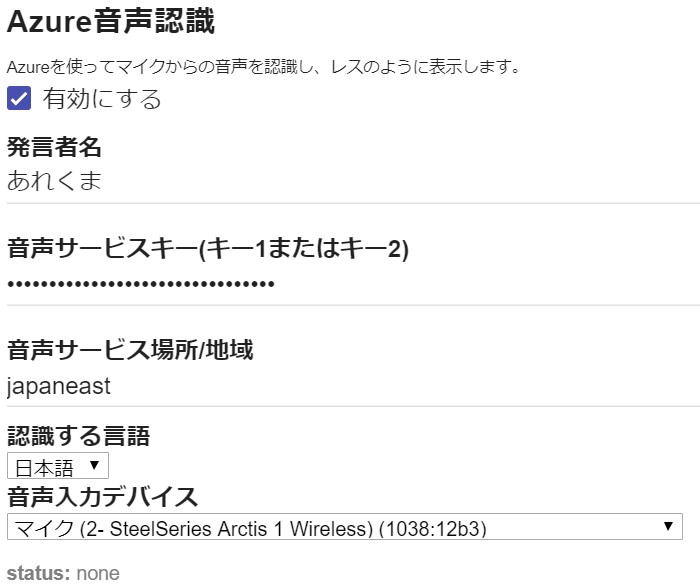 Azure音声認識
Azureを使ってマイクからの音声を認識し、レスのように表示します。
有効にする
発言者名
あれくま
音声サービスキー(キー1またはキー2)
••••••••••••••••••••••••••••••••
音声サービス場所/地域
japaneast
認識する言語
日本語
音声入力デバイス
マイク (2- SteelSeries Arctis 1 Wireless) (1038:12b3)
status: none